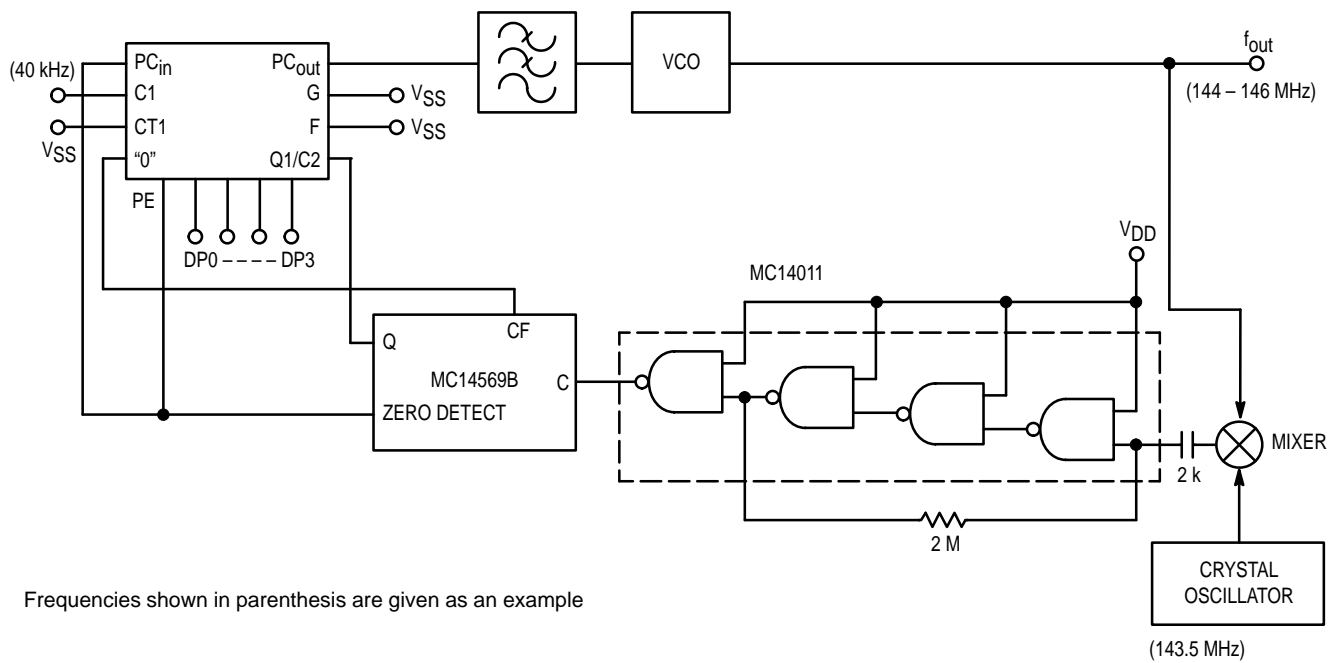 PCin
PCout
(40 kHz)
C1
G
VSS
CT1
F
VSS
VSS
"0"
Q1/C2
PE
DP0 – – – – DP3
VCO
fout
(144 – 146 MHz)
VDD
MC14011
CF
Q
MC14569B
C
ZERO DETECT
MIXER
2 k
2 M
CRYSTAL
OSCILLATOR
(143.5 MHz)
Frequencies shown in parenthesis are given as an example